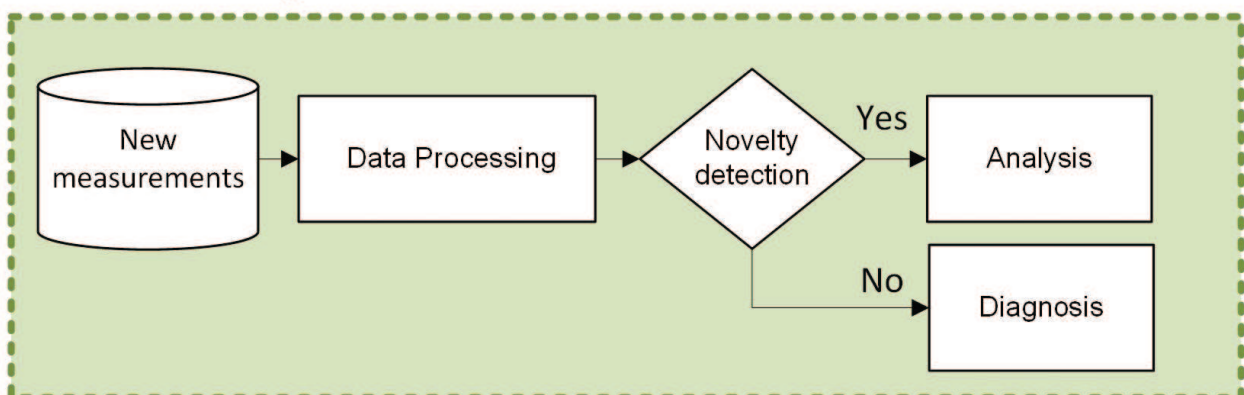 New
measurements
Data Processing
Novelty
detection
Yes
Analysis
No
Diagnosis